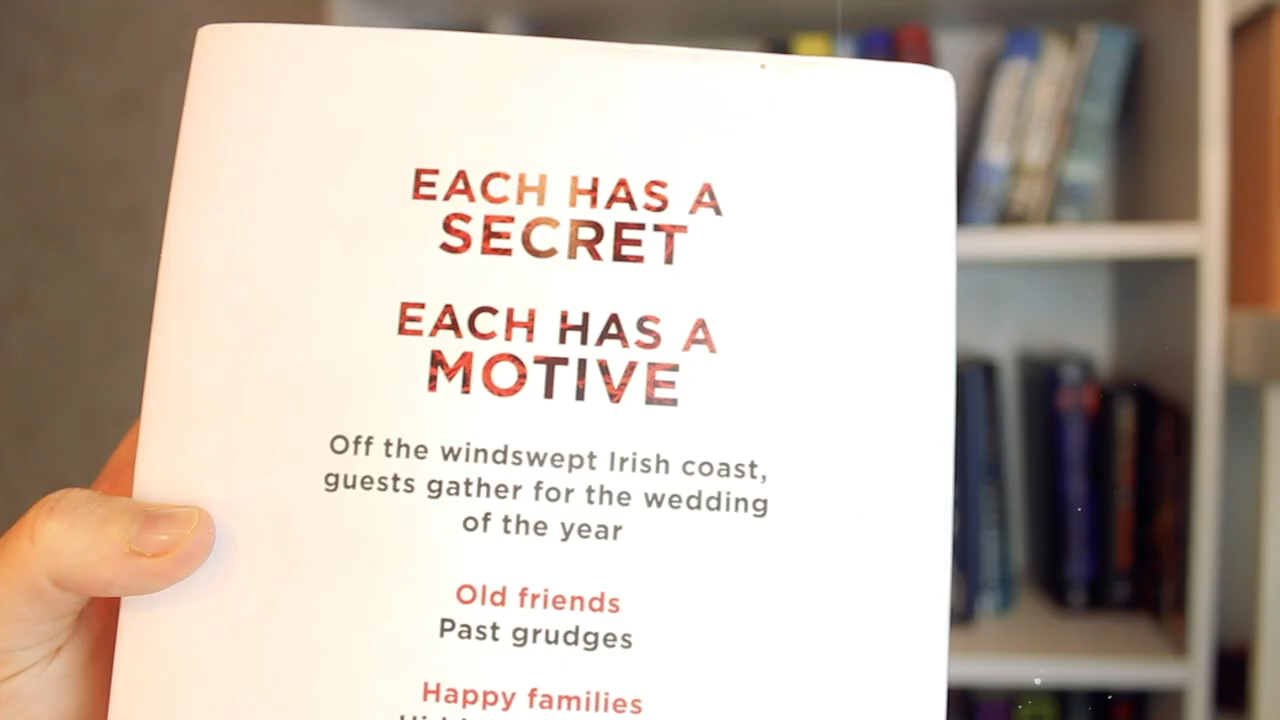 EACH HAS A
SECRET
EACH HAS A
MOTIVE
Off the windswept Irish coast,
guests gather for the wedding
of the year
Old friends
Past grudges
Happy families